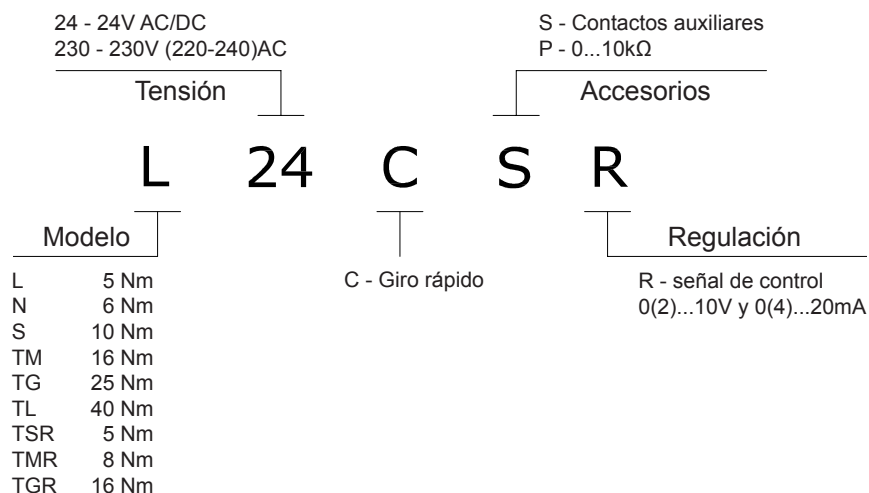 24 - 24V AC/DC
230 - 230V (220-240)AC
Tensión
S - Contactos auxiliares
P - 0...10kΩ
Accesorios
L 24 C S R
Modelo
L 5 Nm
N 6 Nm
S 10 Nm
TM 16 Nm
TG 25 Nm
TL 40 Nm
TSR 5 Nm
TMR 8 Nm
TGR 16 Nm
C - Giro rápido
Regulación
R - señal de control
0(2)...10V y 0(4)...20mA